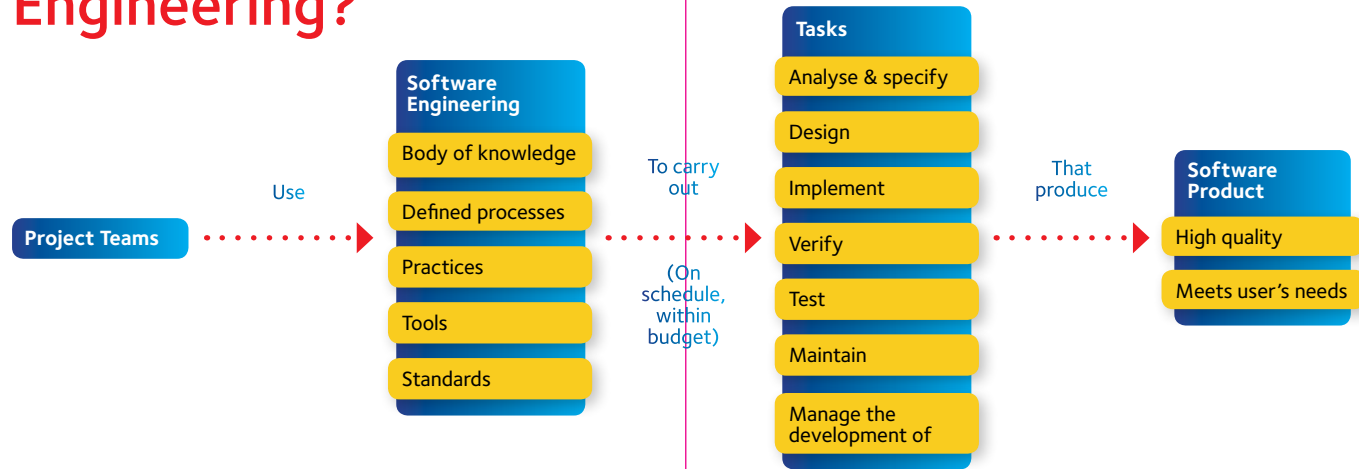 Engineering?
Project Teams
Use
Software
Engineering
Body of knowledge
Defined processes
Practices
Tools
Standards
To carry
out
(On
schedule,
within
budget)
Tasks
Analyse & specify
Design
Implement
Verify
Test
Maintain
Manage the
development of
That
produce
Software
Product
High quality
Meets user's needs